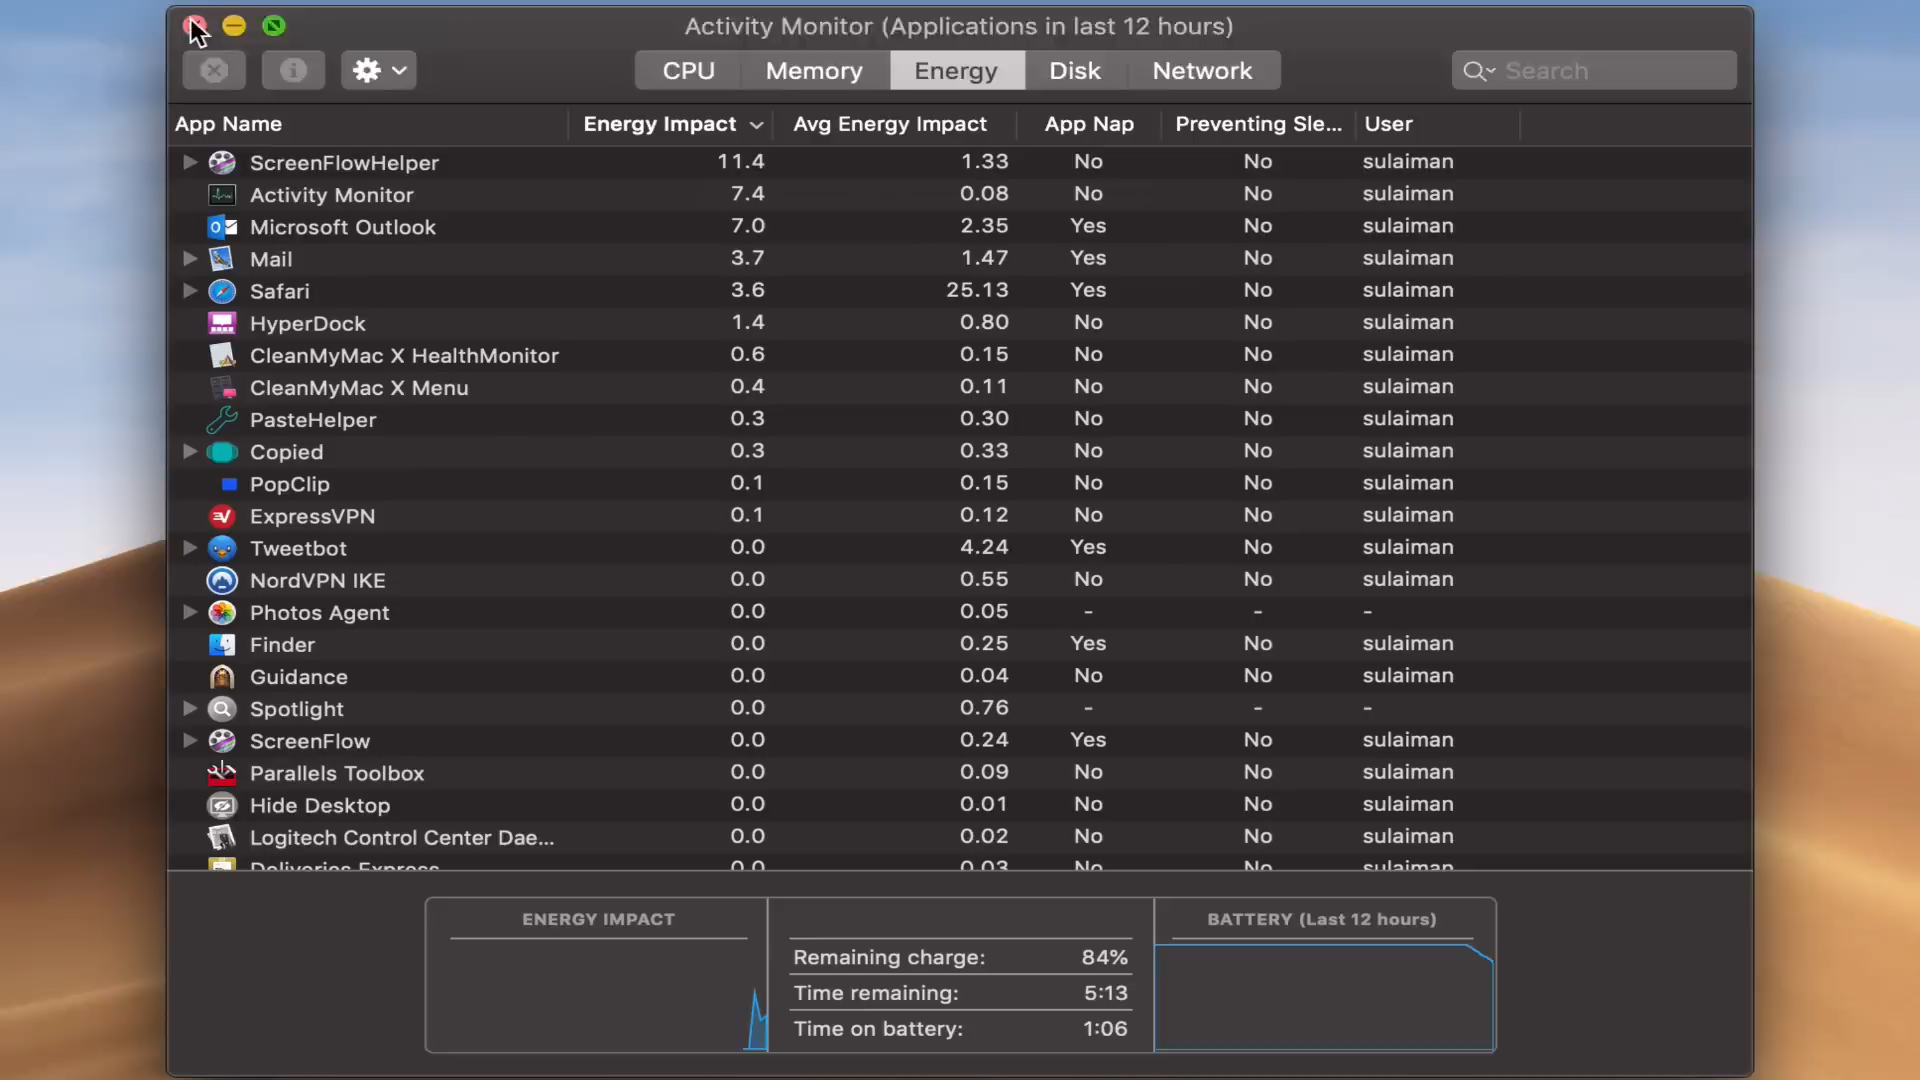 Activity Monitor (Applications in last 12 hours)
CPU Memory Energy Disk Network Search
App Name Energy Impact Avg Energy Impact App Nap Preventing Sle... User
ScreenFlowHelper 11.4 1.33 No No sulaiman
Activity Monitor 7.4 0.08 No No sulaiman
Microsoft Outlook 7.0 2.35 Yes No sulaiman
Mail 3.7 1.47 Yes No sulaiman
Safari 3.6 25.13 Yes No sulaiman
HyperDock 1.4 0.80 No No sulaiman
CleanMyMac X HealthMonitor 0.6 0.15 No No sulaiman
CleanMyMac X Menu 0.4 0.11 No No sulaiman
PasteHelper 0.3 0.30 No No sulaiman
Copied 0.3 0.33 No No sulaiman
PopClip 0.1 0.15 No No sulaiman
ExpressVPN 0.1 0.12 No No sulaiman
Tweetbot 0.0 4.24 Yes No sulaiman
NordVPN IKE 0.0 0.55 No No sulaiman
Photos Agent 0.0 0.05 - - -
Finder 0.0 0.25 Yes No sulaiman
Guidance 0.0 0.04 No No sulaiman
Spotlight 0.0 0.76 - - -
ScreenFlow 0.0 0.24 Yes No sulaiman
Parallels Toolbox 0.0 0.09 No No sulaiman
Hide Desktop 0.0 0.01 No No sulaiman
Logitech Control Center Dae... 0.0 0.02 No No sulaiman
Deliveries Express 0.0 0.03 No No sulaiman
ENERGY IMPACT
Remaining charge: 84%
Time remaining: 5:13
Time on battery: 1:06
BATTERY (Last 12 hours)